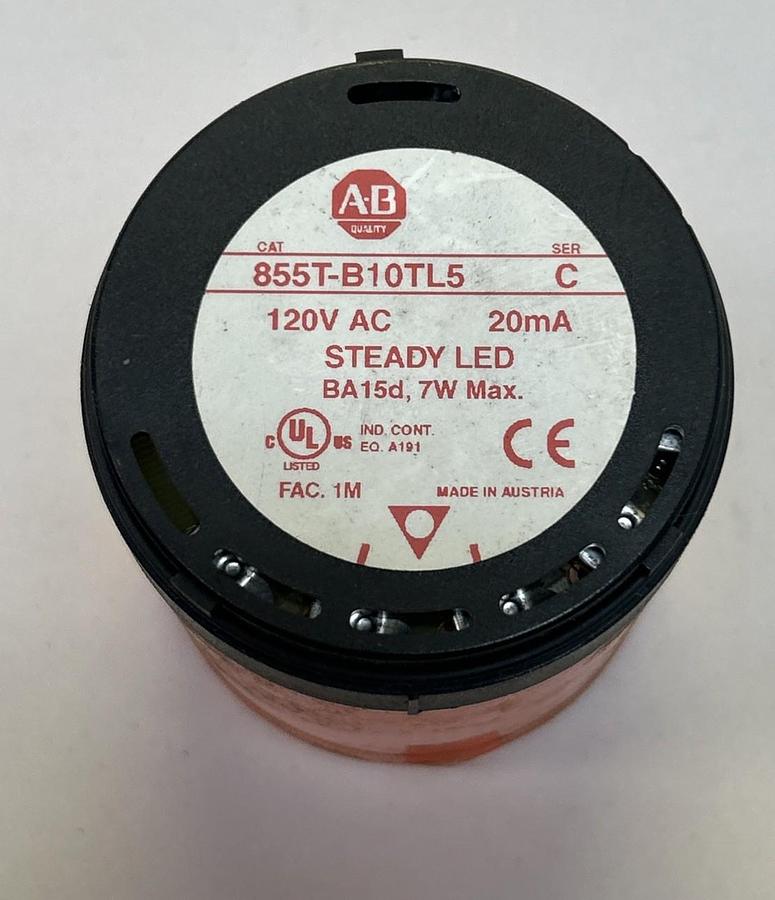 A-B
QUALITY
CAT SER
855T-B10TL5 C
120V AC 20mA
STEADY LED
BA15d, 7W Max.
C UL US LISTED
IND. CONT.
EQ. A191
CE
FAC. 1M MADE IN AUSTRIA